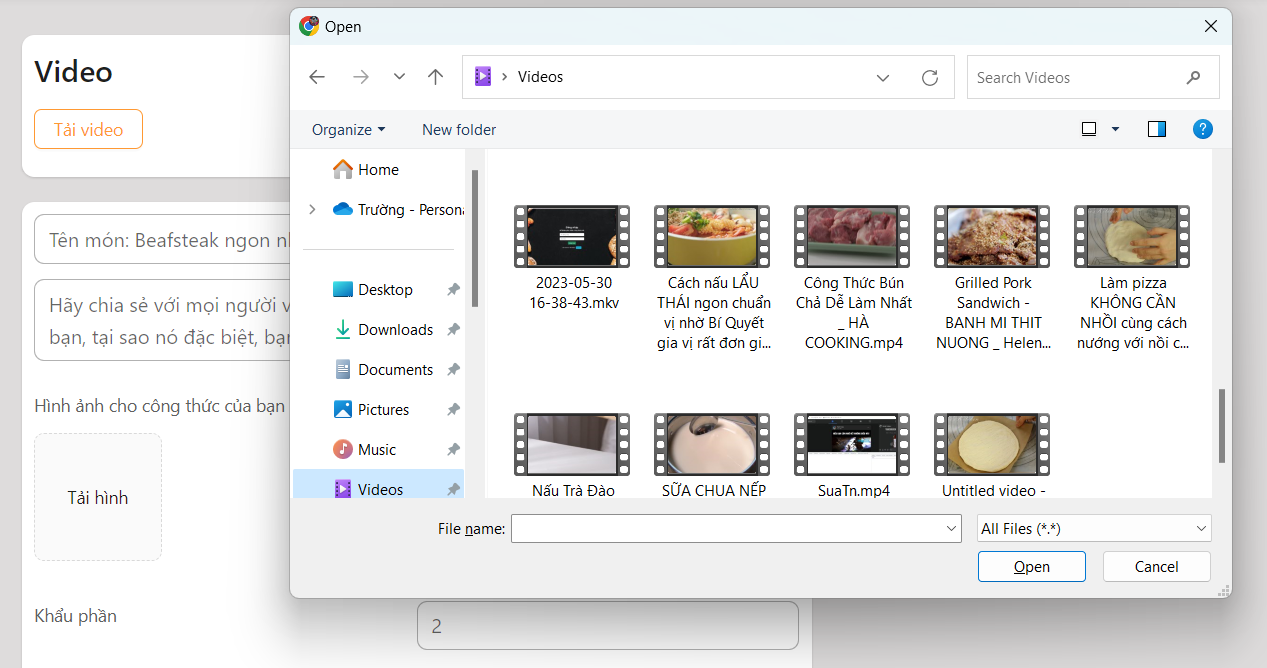 Open
Videos
Search Videos
Organize
New folder
Video
Tải video
Tên món: Beafsteak ngon nh
Hãy chia sẻ với mọi người v
bạn, tại sao nó đặc biệt, bạn
Hình ảnh cho công thức của bạn
Tải hình
Khẩu phần
2
Home
Trường - Persona
Desktop
Downloads
Documents
Pictures
Music
Videos
2023-05-30
16-38-43.mkv
Cách nấu LẨU
THÁI ngon chuẩn
vị nhờ Bí Quyết
gia vị rất đơn gi...
Công Thức Bún
Chả Dễ Làm Nhất
_ HÀ
COOKING.mp4
Grilled Pork
Sandwich -
BANH MI THIT
NUONG _ Helen...
Làm pizza
KHÔNG CẦN
NHỒI cùng cách
nướng với nồi c...
Nấu Trà Đào
SỮA CHUA NẾP
SuaTn.mp4
Untitled video -
File name:
All Files (*.*)
Open
Cancel